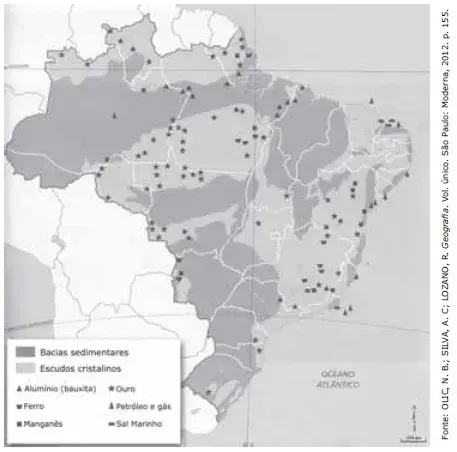 OCEANO
ATLÂNTICO
Bacias sedimentares
Escudos cristalinos
Alumínio (bauxita)
Ouro
Ferro
Petróleo e gás
Manganês
Sal Marinho
Fonte: OLIC, N. B.; SILVA, A. C; LOZANO, R. Geografia. Vol. único. São Paulo: Moderna, 2012. p. 155.